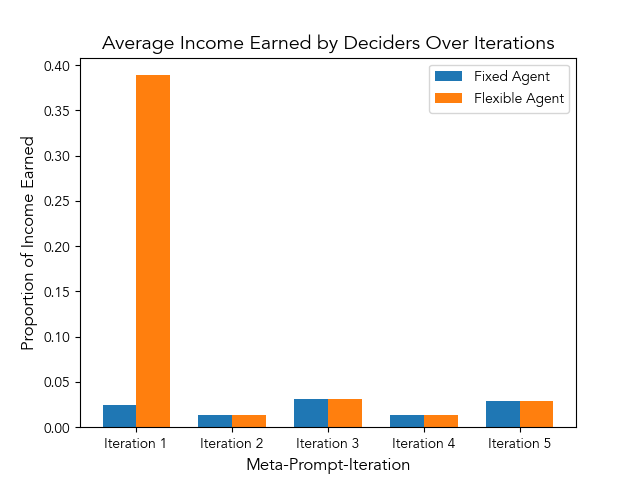 Average Income Earned by Deciders Over Iterations
Fixed Agent
Flexible Agent
Proportion of Income Earned
0.40
0.35
0.30
0.25
0.20
0.15
0.10
0.05
0.00
Iteration 1
Iteration 2
Iteration 3
Iteration 4
Iteration 5
Meta-Prompt-Iteration